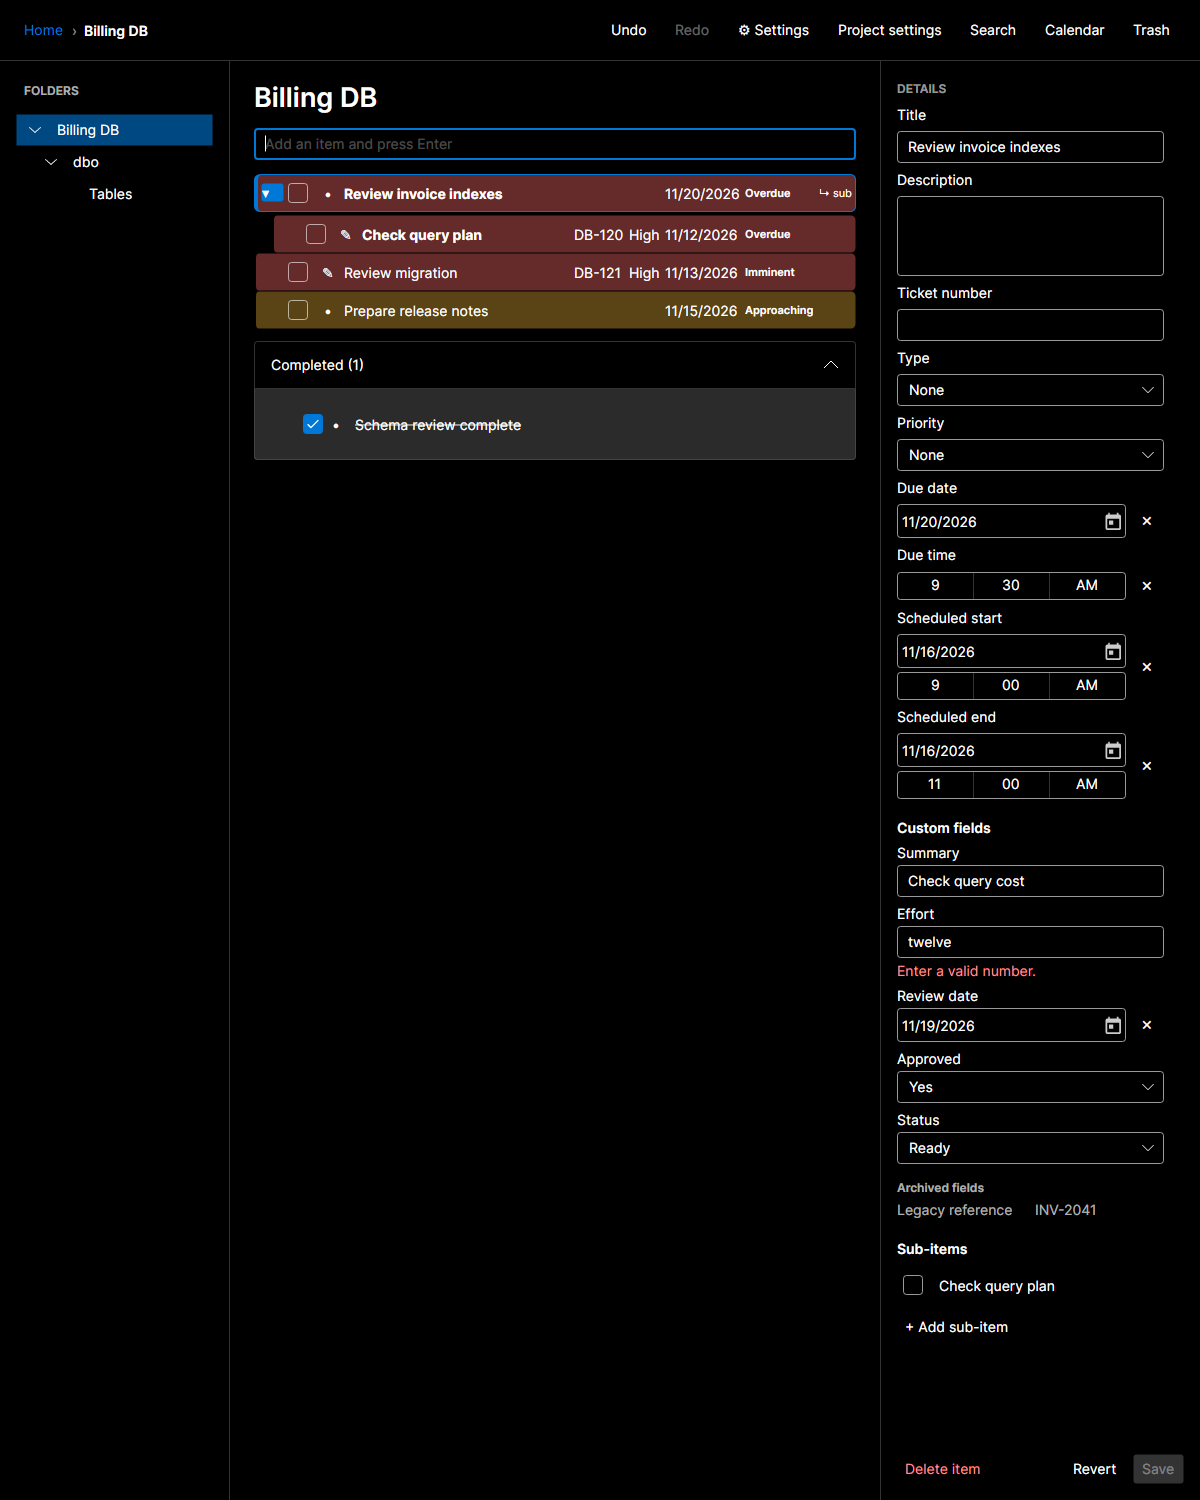 Home › Billing DB
Undo Redo ⚙ Settings Project settings Search Calendar Trash
FOLDERS
Billing DB
dbo
Tables
Billing DB
Add an item and press Enter
Review invoice indexes 11/20/2026 Overdue ↳ sub
Check query plan DB-120 High 11/12/2026 Overdue
Review migration DB-121 High 11/13/2026 Imminent
Prepare release notes 11/15/2026 Approaching
Completed (1)
Schema review complete
DETAILS
Title
Review invoice indexes
Description
Ticket number
Type
None
Priority
None
Due date
11/20/2026 ×
Due time
9 30 AM ×
Scheduled start
11/16/2026
×
9 00 AM
Scheduled end
11/16/2026
×
11 00 AM
Custom fields
Summary
Check query cost
Effort
twelve
Enter a valid number.
Review date
11/19/2026 ×
Approved
Yes
Status
Ready
Archived fields
Legacy reference INV-2041
Sub-items
Check query plan
+ Add sub-item
Delete item Revert Save